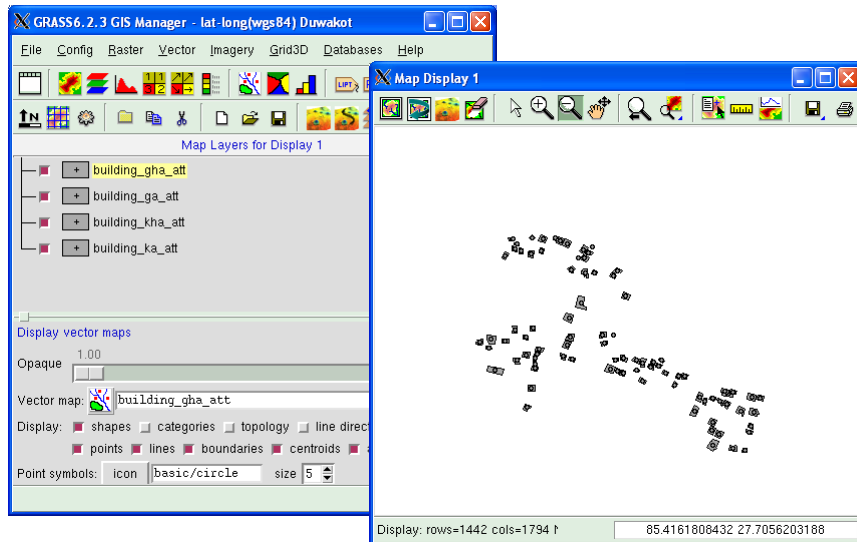 GRASS6.2.3 GIS Manager - lat-long(wgs84) Duwakot
File Config Raster Vector Imagery Grid3D Databases Help
Map Layers for Display 1
building_gha_att
building_ga_att
building_kha_att
building_ka_att
Display vector maps
1.00
Opaque
Vector map: building_gha_att
Display: shapes categories topology line direc
points lines boundaries centroids a
Point symbols: icon basic/circle size 5
Map Display 1
Display: rows=1442 cols=1794 85.4161808432 27.7056203188